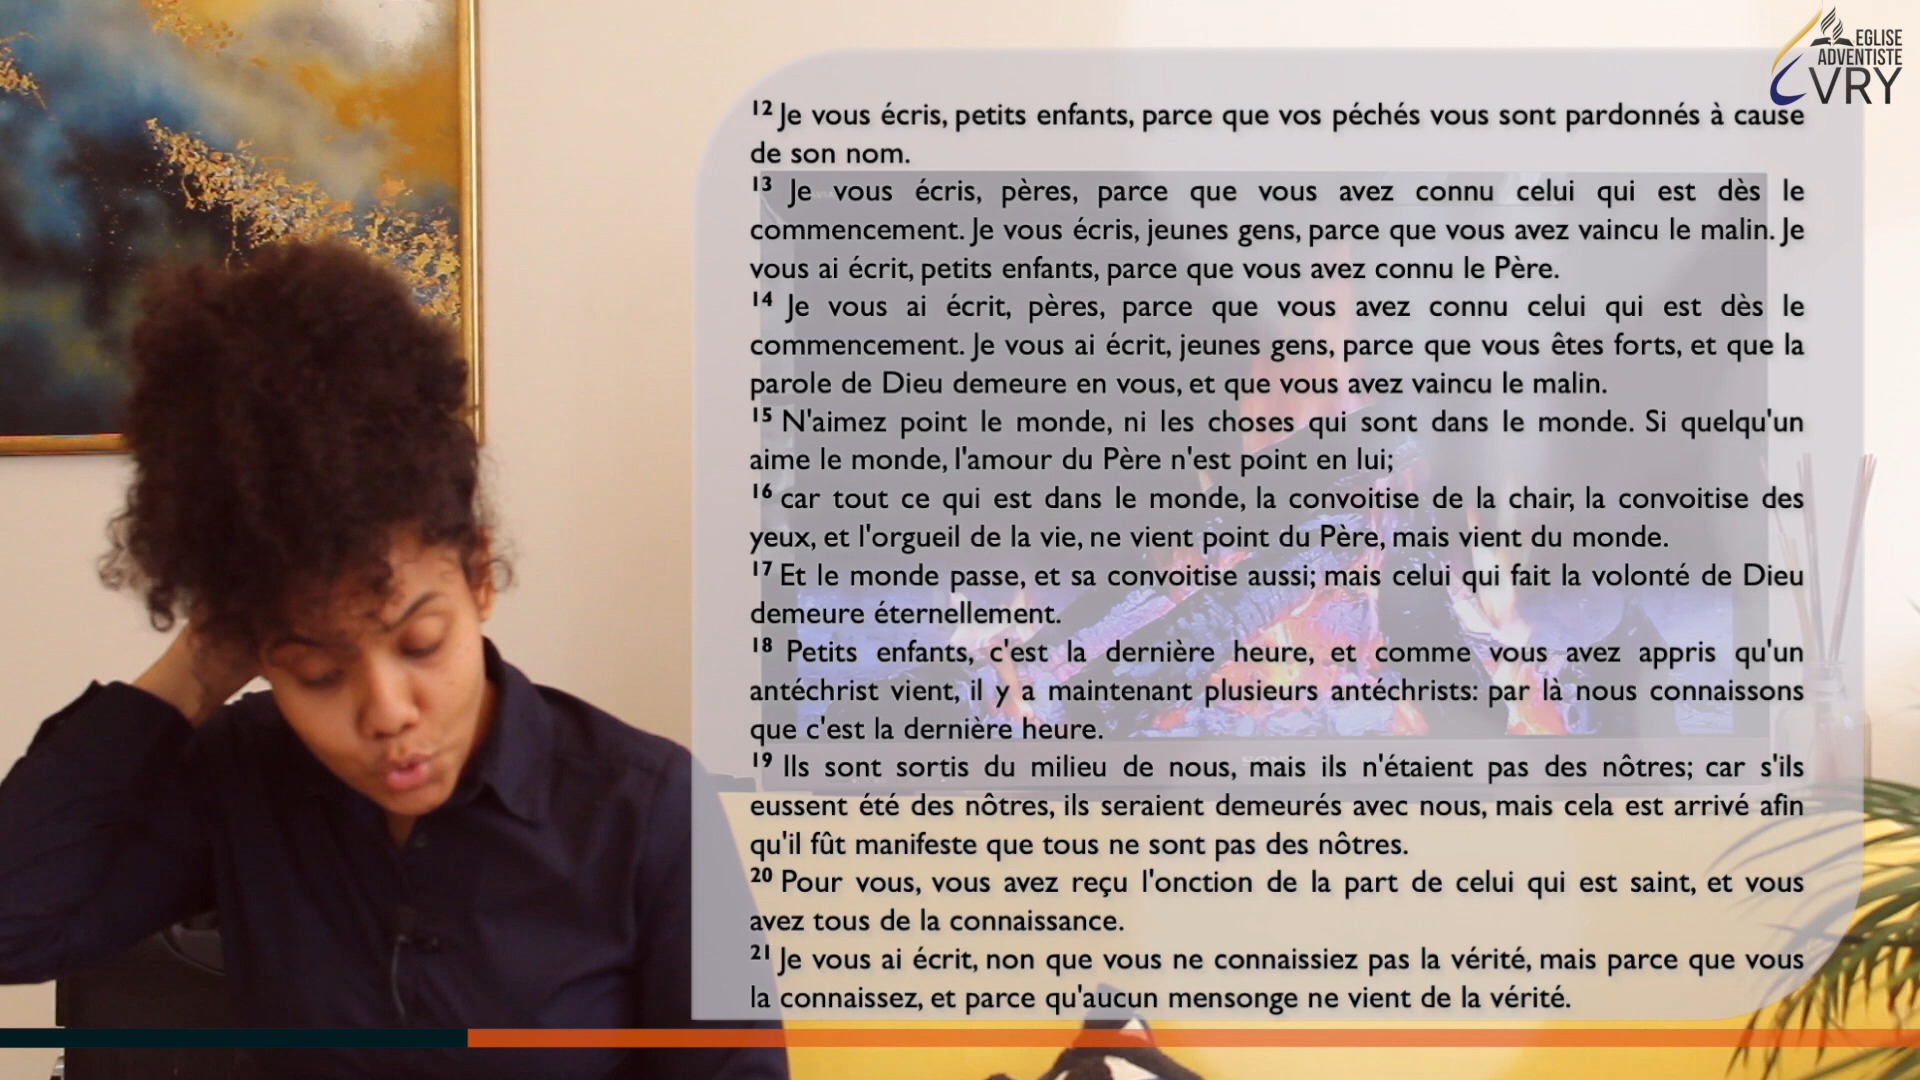 EGLISE
ADVENTISTE
VRY
12 Je vous écris, petits enfants, parce que vos péchés vous sont pardonnés à cause
de son nom.
13 Je vous écris, pères, parce que vous avez connu celui qui est dès le
commencement. Je vous écris, jeunes gens, parce que vous avez vaincu le malin. Je
vous ai écrit, petits enfants, parce que vous avez connu le Père.
14 Je vous ai écrit, pères, parce que vous avez connu celui qui est dès le
commencement. Je vous ai écrit, jeunes gens, parce que vous êtes forts, et que la
parole de Dieu demeure en vous, et que vous avez vaincu le malin.
15 N'aimez point le monde, ni les choses qui sont dans le monde. Si quelqu'un
aime le monde, l'amour du Père n'est point en lui;
16 car tout ce qui est dans le monde, la convoitise de la chair, la convoitise des
yeux, et l'orgueil de la vie, ne vient point du Père, mais vient du monde.
17 Et le monde passe, et sa convoitise aussi; mais celui qui fait la volonté de Dieu
demeure éternellement.
18 Petits enfants, c'est la dernière heure, et comme vous avez appris qu'un
antéchrist vient, il y a maintenant plusieurs antéchrists: par là nous connaissons
que c'est la dernière heure.
19 Ils sont sortis du milieu de nous, mais ils n'étaient pas des nôtres; car s'ils
eussent été des nôtres, ils seraient demeurés avec nous, mais cela est arrivé afin
qu'il fût manifeste que tous ne sont pas des nôtres.
20 Pour vous, vous avez reçu l'onction de la part de celui qui est saint, et vous
avez tous de la connaissance.
21 Je vous ai écrit, non que vous ne connaissiez pas la vérité, mais parce que vous
la connaissez, et parce qu'aucun mensonge ne vient de la vérité.